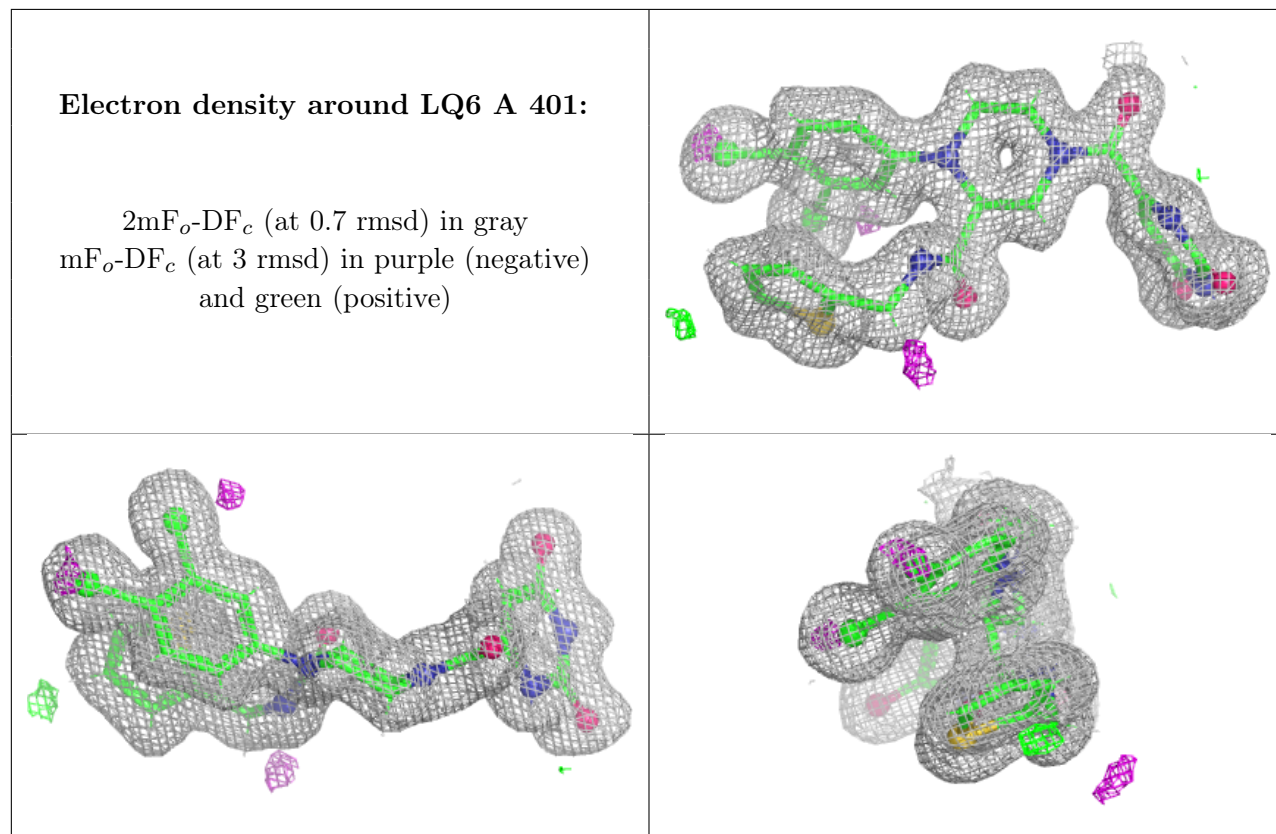 Electron density around LQ6 A 401:
2mFₒ-DF𝒸 (at 0.7 rmsd) in gray
mFₒ-DF𝒸 (at 3 rmsd) in purple (negative)
and green (positive)